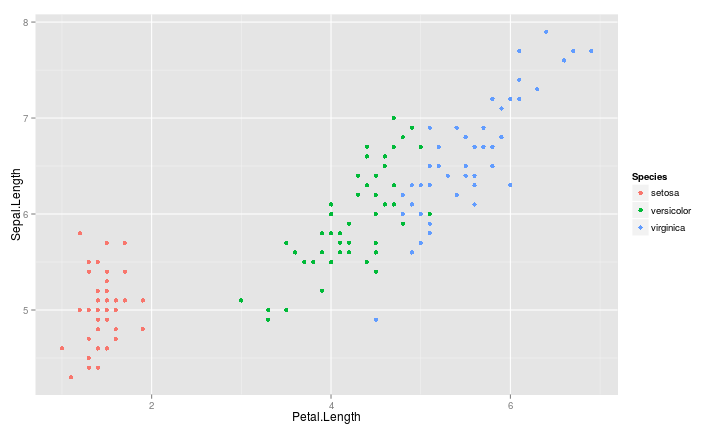 8
7
6
5
Sepal.Length
2
4
6
Petal.Length
Species
setosa
versicolor
virginica